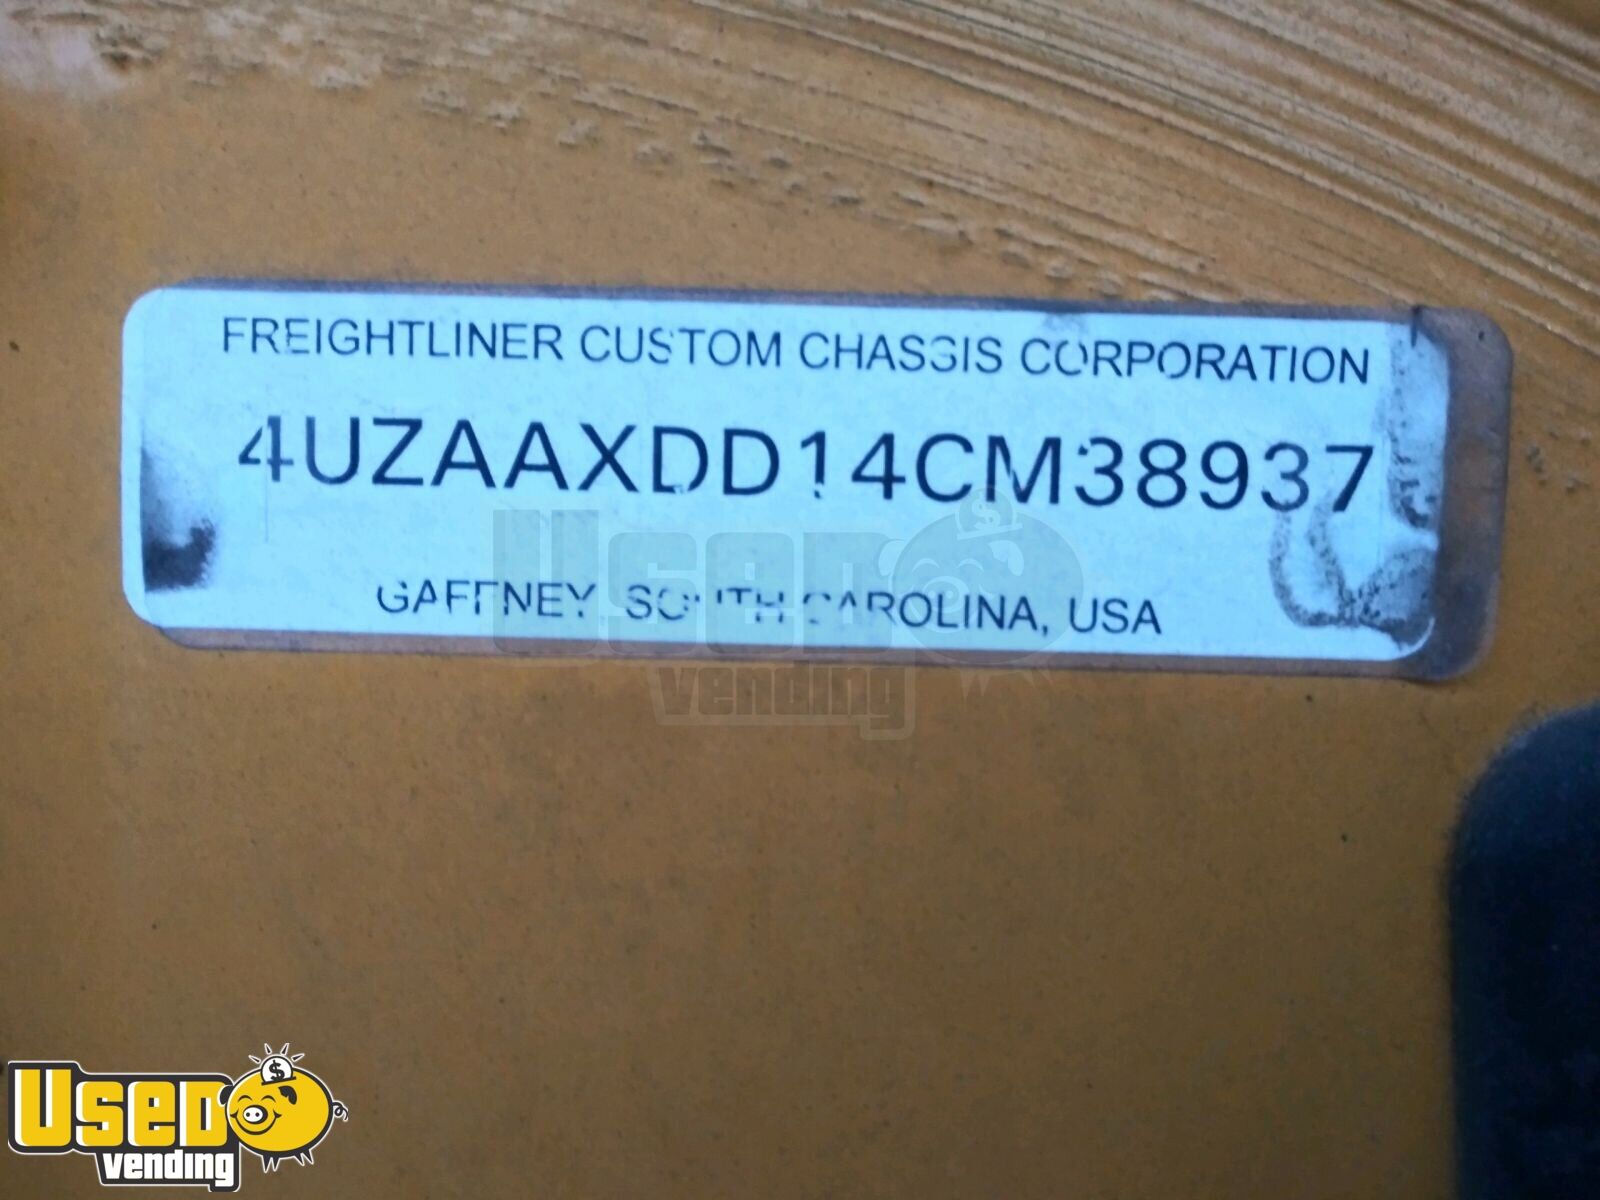 FREIGHTLINER CUSTOM CHASSIS CORPORATION
4UZAAXDD14CM38937
GAFFNEY, SOUTH CAROLINA, USA
USED
vending
$
USED
vending
$